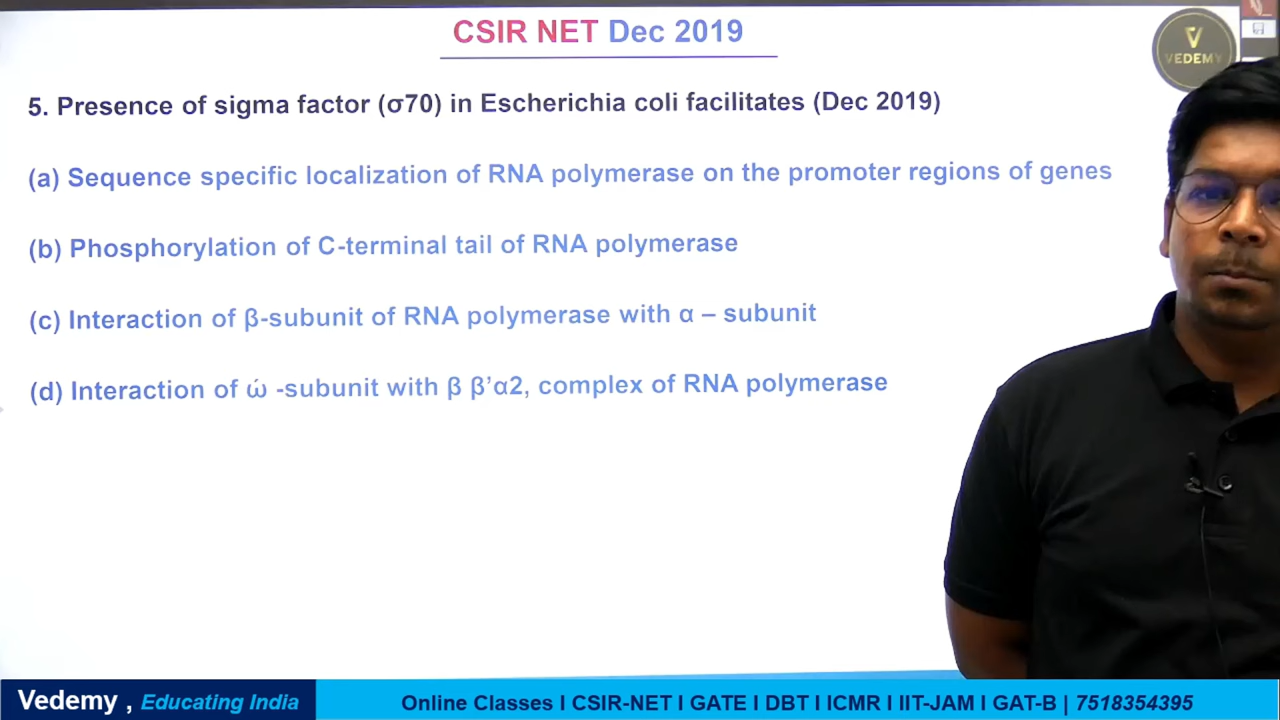 CSIR NET Dec 2019
VEDEMY
5. Presence of sigma factor (σ70) in Escherichia coli facilitates (Dec 2019)
(a) Sequence specific localization of RNA polymerase on the promoter regions of genes
(b) Phosphorylation of C-terminal tail of RNA polymerase
(c) Interaction of β-subunit of RNA polymerase with α – subunit
(d) Interaction of ώ -subunit with β β’α2, complex of RNA polymerase
Vedemy , Educating India
Online Classes I CSIR-NET I GATE I DBT I ICMR I IIT-JAM I GAT-B | 7518354395